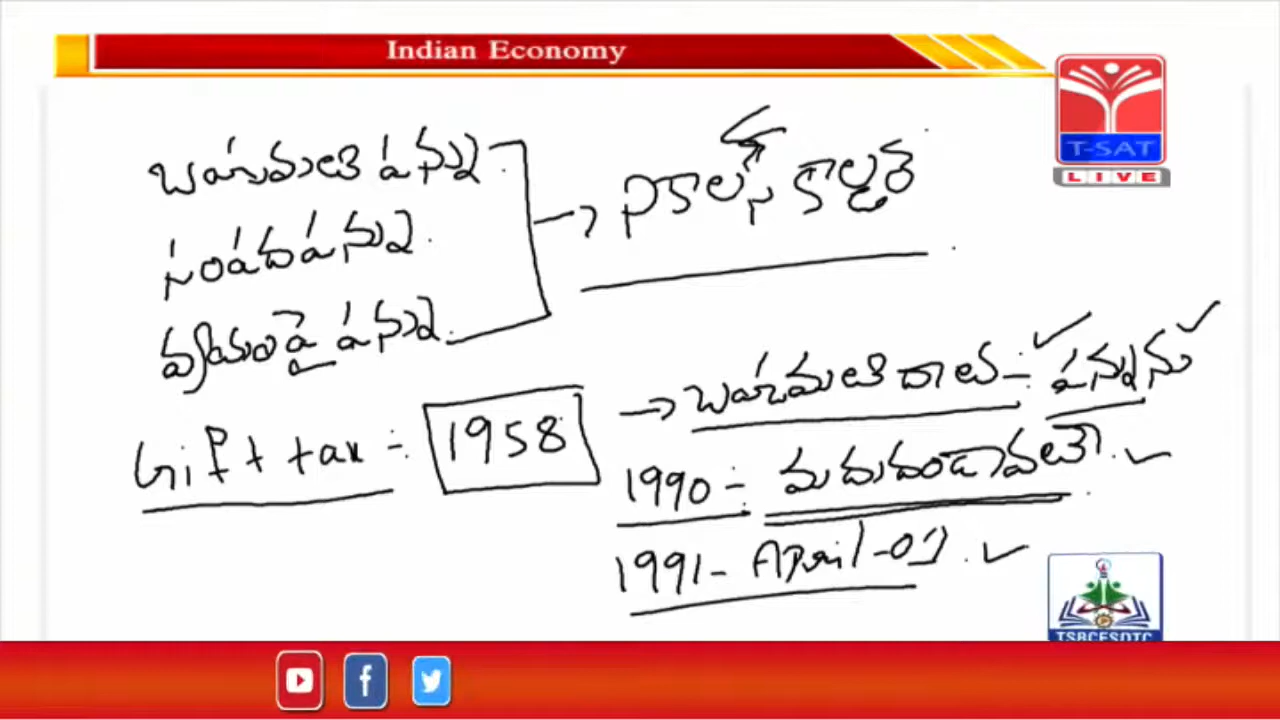 Indian Economy
T-SAT
LIVE
బహుమతి పన్ను
సంపద పన్ను
వ్యయంపై పన్ను
నికోలస్ కాల్డర్
Gift tax = 1958
→ బహుమతి దాత = పన్నును
1990 =
1991 - April - 01
TSBCESDTC